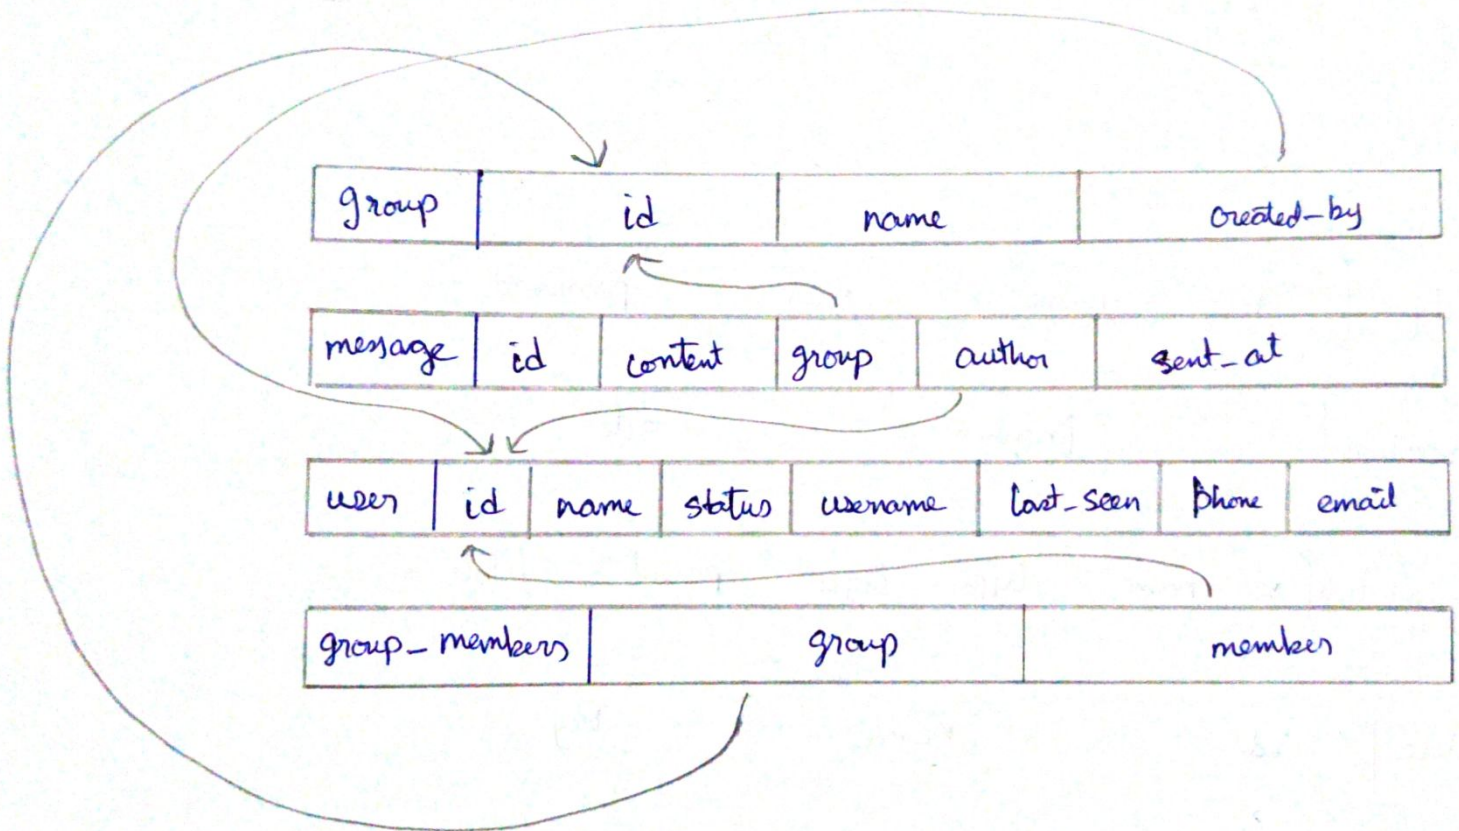 group id name created_by
message id content group author sent_at
user id name status username last_seen phone email
group_members group member